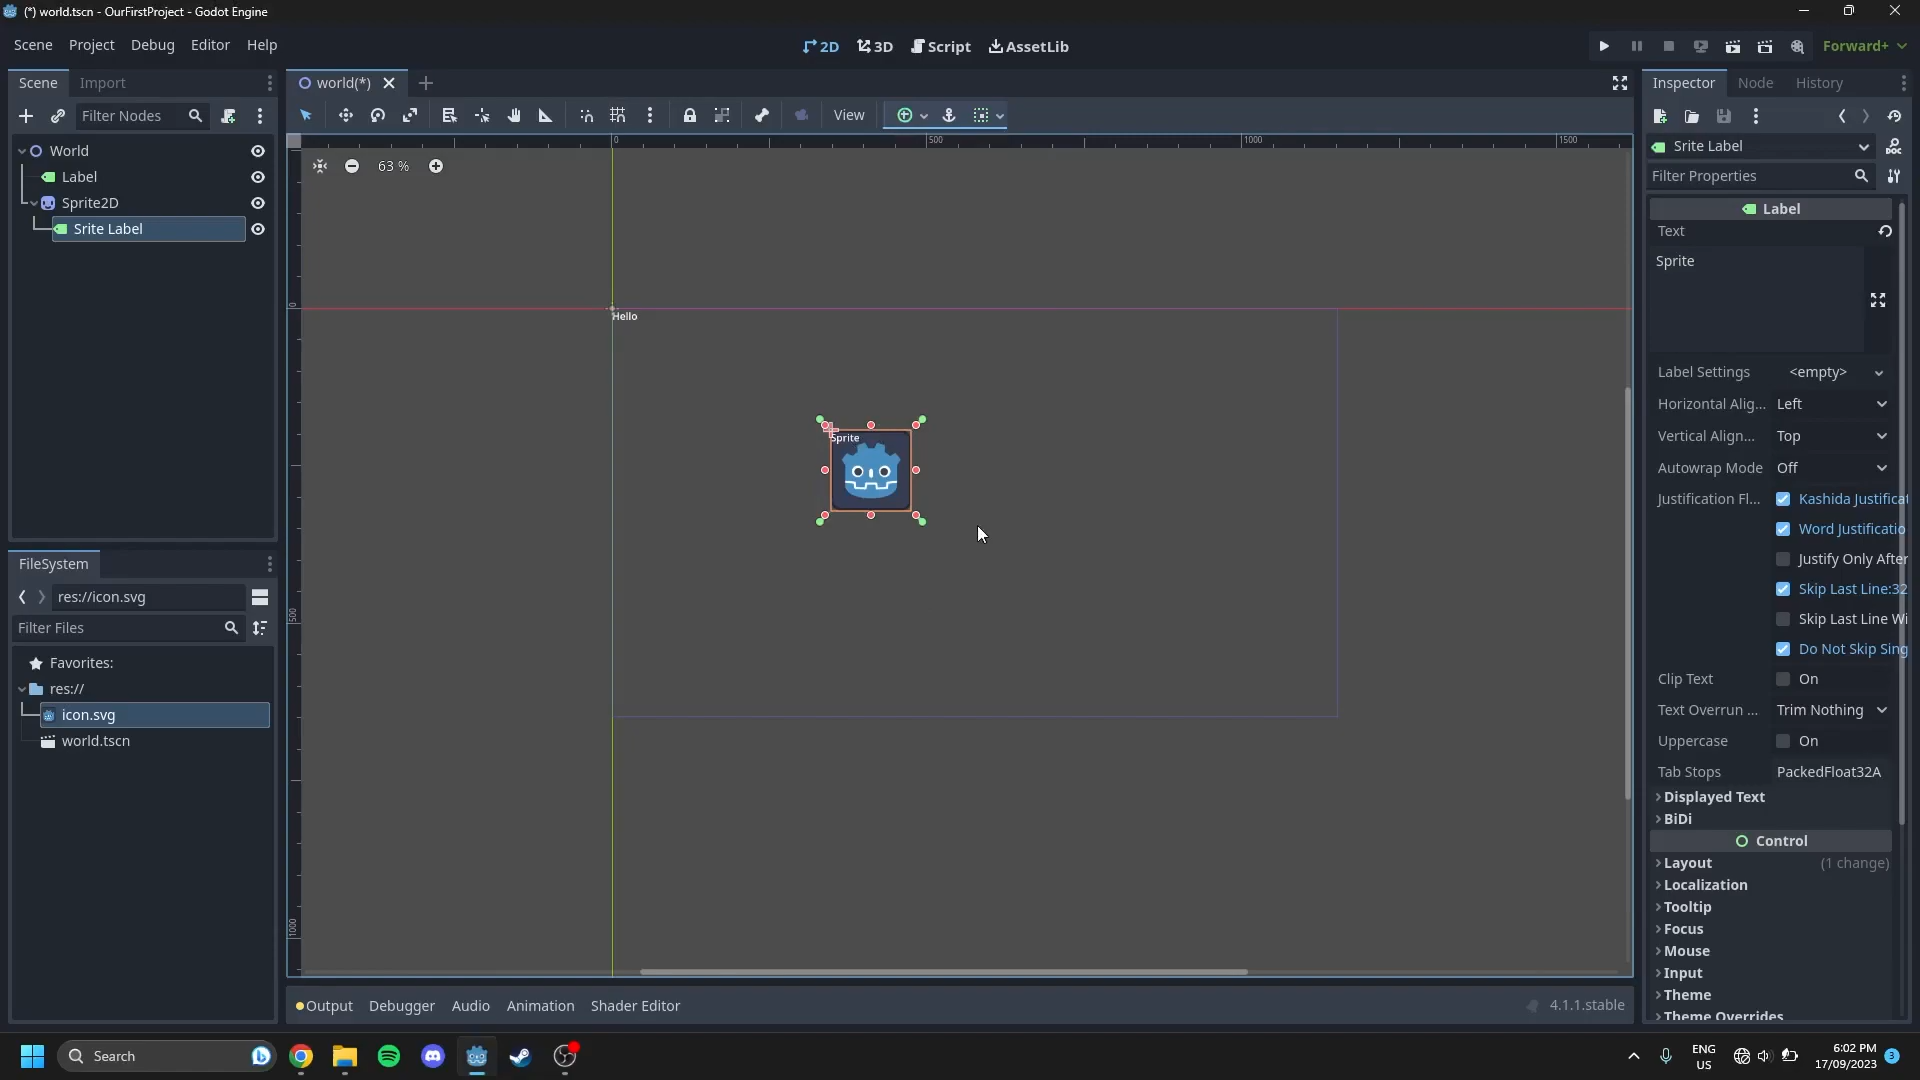 (*) world.tscn - OurFirstProject - Godot Engine
Scene Project Debug Editor Help
2D 3D Script AssetLib
Forward+
Scene Import
world(*)
Inspector Node History
Filter Nodes
View
Srite Label
Filter Properties
World
Label
Sprite2D
Srite Label
63 %
0 500 1000 1500
0
500
1000
Hello
Sprite
Label
Text
Sprite
Label Settings <empty>
Horizontal Alig... Left
Vertical Align... Top
Autowrap Mode Off
Justification Fl... Kashida Justificat
Word Justificatio
Justify Only After
Skip Last Line:32
Skip Last Line Wi
Do Not Skip Sing
Clip Text On
Text Overrun ... Trim Nothing
Uppercase On
Tab Stops PackedFloat32A
Displayed Text
BiDi
Control
Layout (1 change)
Localization
Tooltip
Focus
Mouse
Input
Theme
Theme Overrides
FileSystem
res://icon.svg
Filter Files
Favorites:
res://
icon.svg
world.tscn
Output Debugger Audio Animation Shader Editor
4.1.1.stable
Search
ENG
US
6:02 PM
17/09/2023
3